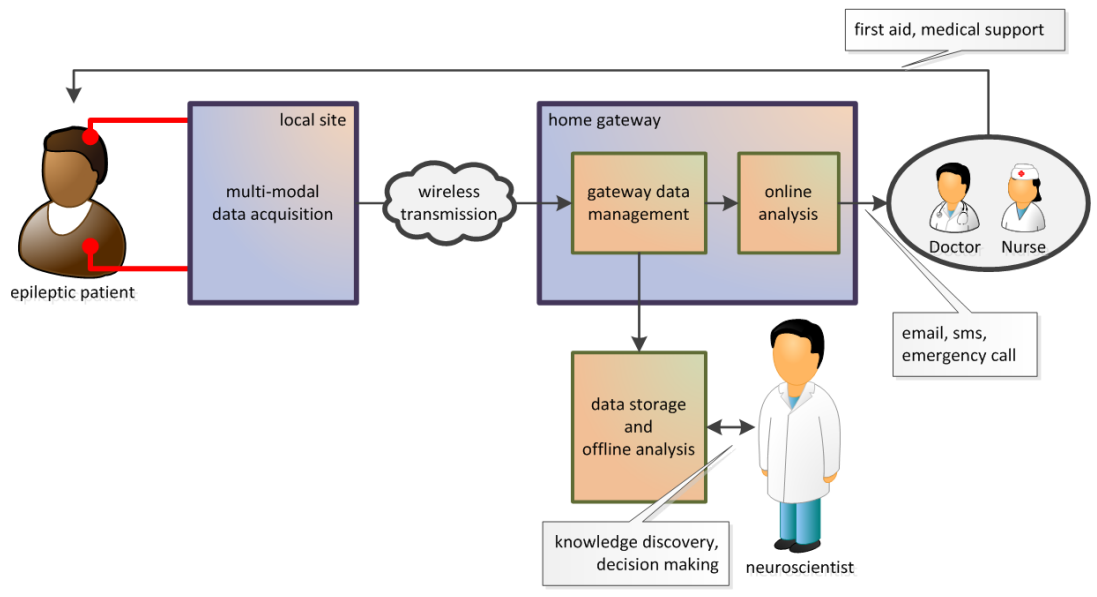 first aid, medical support
local site
home gateway
multi-modal
data acquisition
wireless
transmission
gateway data
management
online
analysis
Doctor
Nurse
epileptic patient
email, sms,
emergency call
data storage
and
offline analysis
knowledge discovery,
decision making
neuroscientist